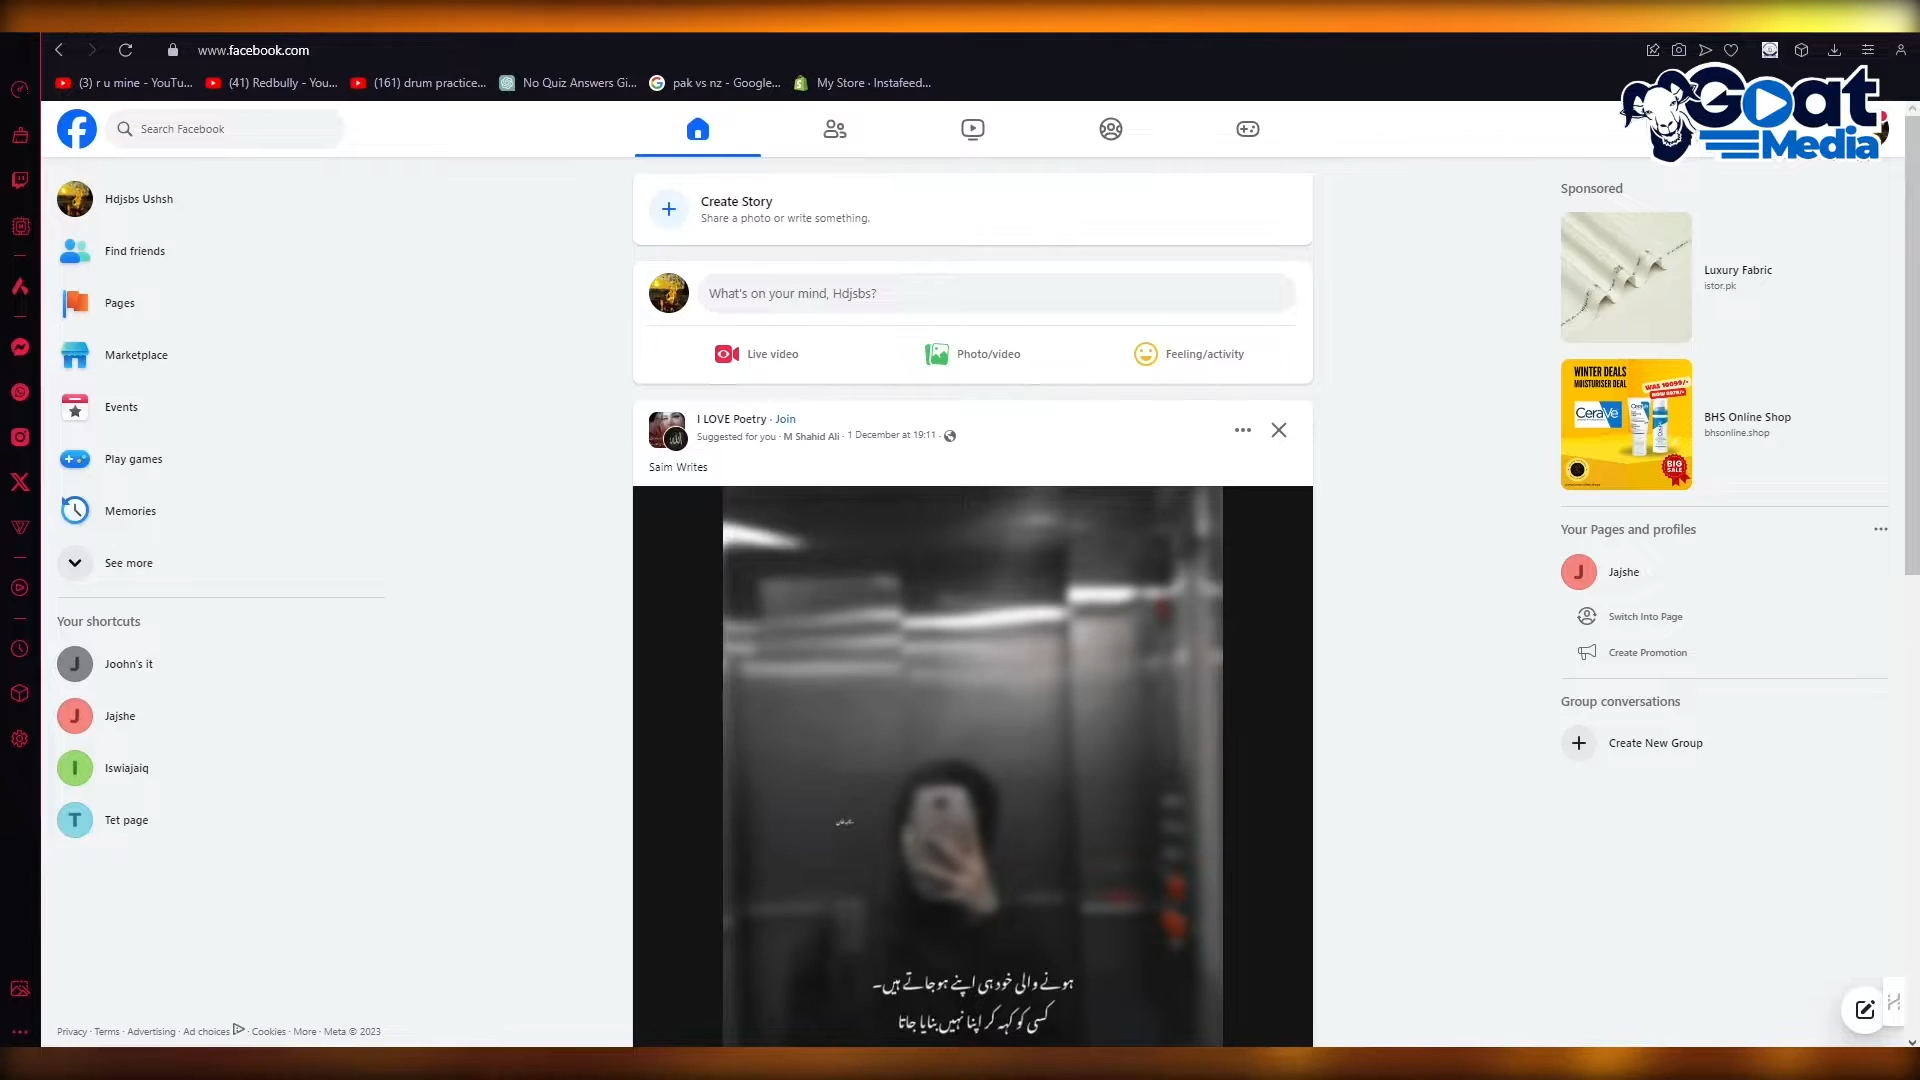 www.facebook.com
(3) r u mine - YouTu...
(41) Redbully - You...
(161) drum practice...
No Quiz Answers Gi...
pak vs nz - Google...
My Store · Instafeed...
Goat
Media
Search Facebook
Hdjsbs Ushsh
Find friends
Pages
Marketplace
Events
Play games
Memories
See more
Your shortcuts
J Joohn's it
J Jajshe
I Iswiajaiq
T Tet page
Privacy · Terms · Advertising · Ad choices · Cookies · More · Meta © 2023
Create Story
Share a photo or write something.
What's on your mind, Hdjsbs?
Live video
Photo/video
Feeling/activity
I LOVE Poetry · Join
Suggested for you · M Shahid Ali · 1 December at 19:11 ·
Saim Writes
ہونے والی خود ہی اپنے ہوجاتے ہیں۔
کسی کو کہہ کر اپنا نہیں بنایا جاتا
Sponsored
Luxury Fabric
istor.pk
WINTER DEALS
MOISTURISER DEAL
WAS 10099/-
CeraVe
BIG
SALE
BHS Online Shop
bhsonline.shop
Your Pages and profiles
J Jajshe
Switch Into Page
Create Promotion
Group conversations
Create New Group